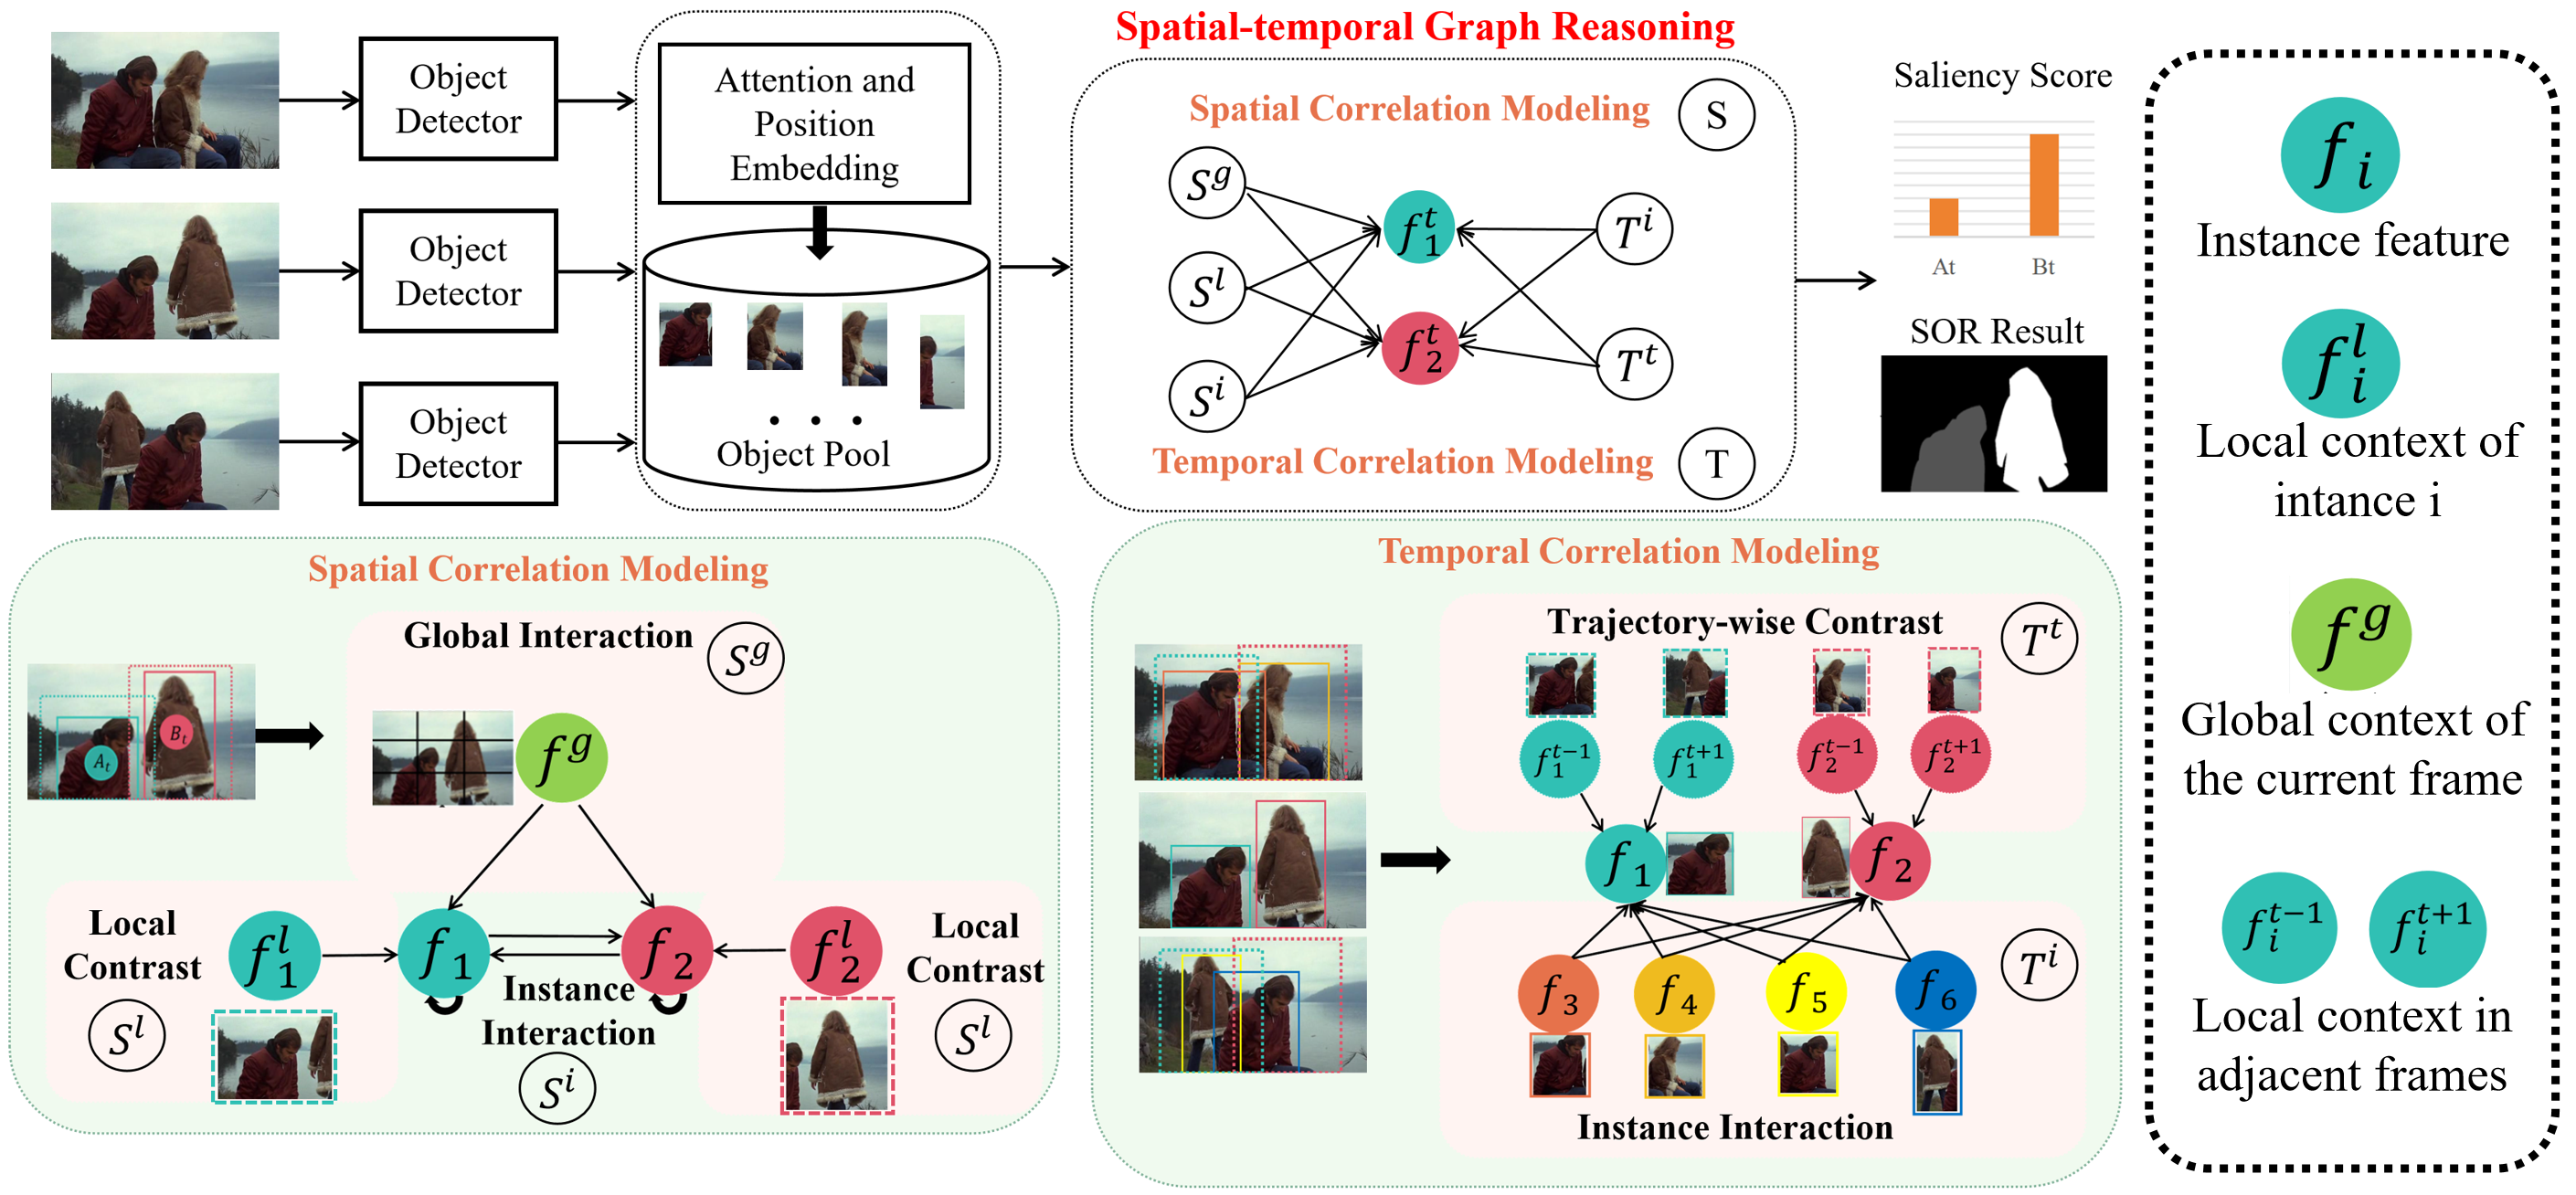 Spatial-temporal Graph Reasoning
Object
Detector
Object
Detector
Object
Detector
Attention and
Position
Embedding
. . .
Object Pool
Spatial Correlation Modeling
S
S^g
S^l
S^i
f_1^t
f_2^t
T^i
T^t
Temporal Correlation Modeling
T
Saliency Score
At
Bt
SOR Result
Spatial Correlation Modeling
Global Interaction
S^g
A_t
B_t
f^g
Local
Contrast
S^l
f_1^l
f_1
f_2
f_2^l
Instance
Interaction
S^i
Local
Contrast
S^l
Temporal Correlation Modeling
Trajectory-wise Contrast
T^t
f_1^{t-1}
f_1^{t+1}
f_2^{t-1}
f_2^{t+1}
f_1
f_2
f_3
f_4
f_5
f_6
T^i
Instance Interaction
f_i
Instance feature
f_i^l
Local context of
intance i
f^g
Global context of
the current frame
f_i^{t-1}
f_i^{t+1}
Local context in
adjacent frames